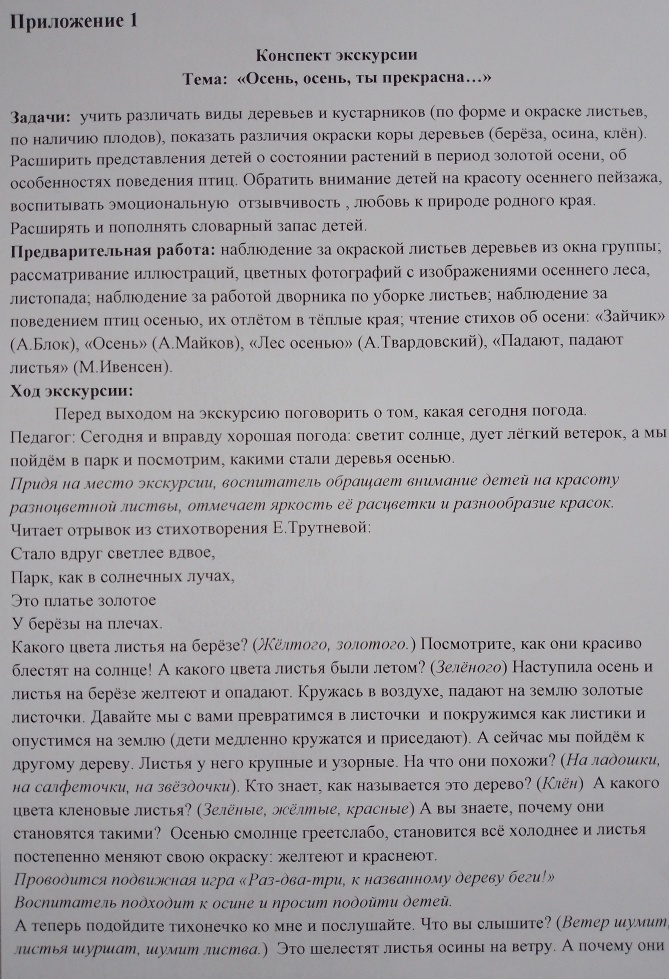 Приложение 1
Конспект экскурсии
Тема:  «Осень, осень, ты прекрасна…»
Задачи:  учить различать виды деревьев и кустарников (по форме и окраске листьев,
по наличию плодов), показать различия окраски коры деревьев (берёза, осина, клён).
Расширить представления детей о состоянии растений в период золотой осени, об
особенностях поведения птиц. Обратить внимание детей на красоту осеннего пейзажа,
воспитывать эмоциональную  отзывчивость , любовь к природе родного края.
Расширять и пополнять словарный запас детей.
Предварительная работа: наблюдение за окраской листьев деревьев из окна группы;
рассматривание иллюстраций, цветных фотографий с изображениями осеннего леса,
листопада; наблюдение за работой дворника по уборке листьев; наблюдение за
поведением птиц осенью, их отлётом в тёплые края; чтение стихов об осени: «Зайчик»
(А.Блок), «Осень» (А.Майков), «Лес осенью» (А.Твардовский), «Падают, падают
листья» (М.Ивенсен).
Ход экскурсии:
Перед выходом на экскурсию поговорить о том, какая сегодня погода.
Педагог: Сегодня и вправду хорошая погода: светит солнце, дует лёгкий ветерок, а мы
пойдём в парк и посмотрим, какими стали деревья осенью.
Придя на место экскурсии, воспитатель обращает внимание детей на красоту
разноцветной листвы, отмечает яркость её расцветки и разнообразие красок.
Читает отрывок из стихотворения Е.Трутневой:
Стало вдруг светлее вдвое,
Парк, как в солнечных лучах,
Это платье золотое
У берёзы на плечах.
Какого цвета листья на берёзе? (Жёлтого, золотого.) Посмотрите, как они красиво
блестят на солнце! А какого цвета листья были летом? (Зелёного) Наступила осень и
листья на берёзе желтеют и опадают. Кружась в воздухе, падают на землю золотые
листочки. Давайте мы с вами превратимся в листочки  и покружимся как листики и
опустимся на землю (дети медленно кружатся и приседают). А сейчас мы пойдём к
другому дереву. Листья у него крупные и узорные. На что они похожи? (На ладошки,
на салфеточки, на звёздочки). Кто знает, как называется это дерево? (Клён)  А какого
цвета кленовые листья? (Зелёные, жёлтые, красные) А вы знаете, почему они
становятся такими?  Осенью смолнце греетслабо, становится всё холоднее и листья
постепенно меняют свою окраску: желтеют и краснеют.
Проводится подвижная игра «Раз-два-три, к названному дереву беги!»
Воспитатель подходит к осине и просит подойти детей.
А теперь подойдите тихонечко ко мне и послушайте. Что вы слышите? (Ветер шумит,
листья шуршат, шумит листва.)  Это шелестят листья осины на ветру. А почему они